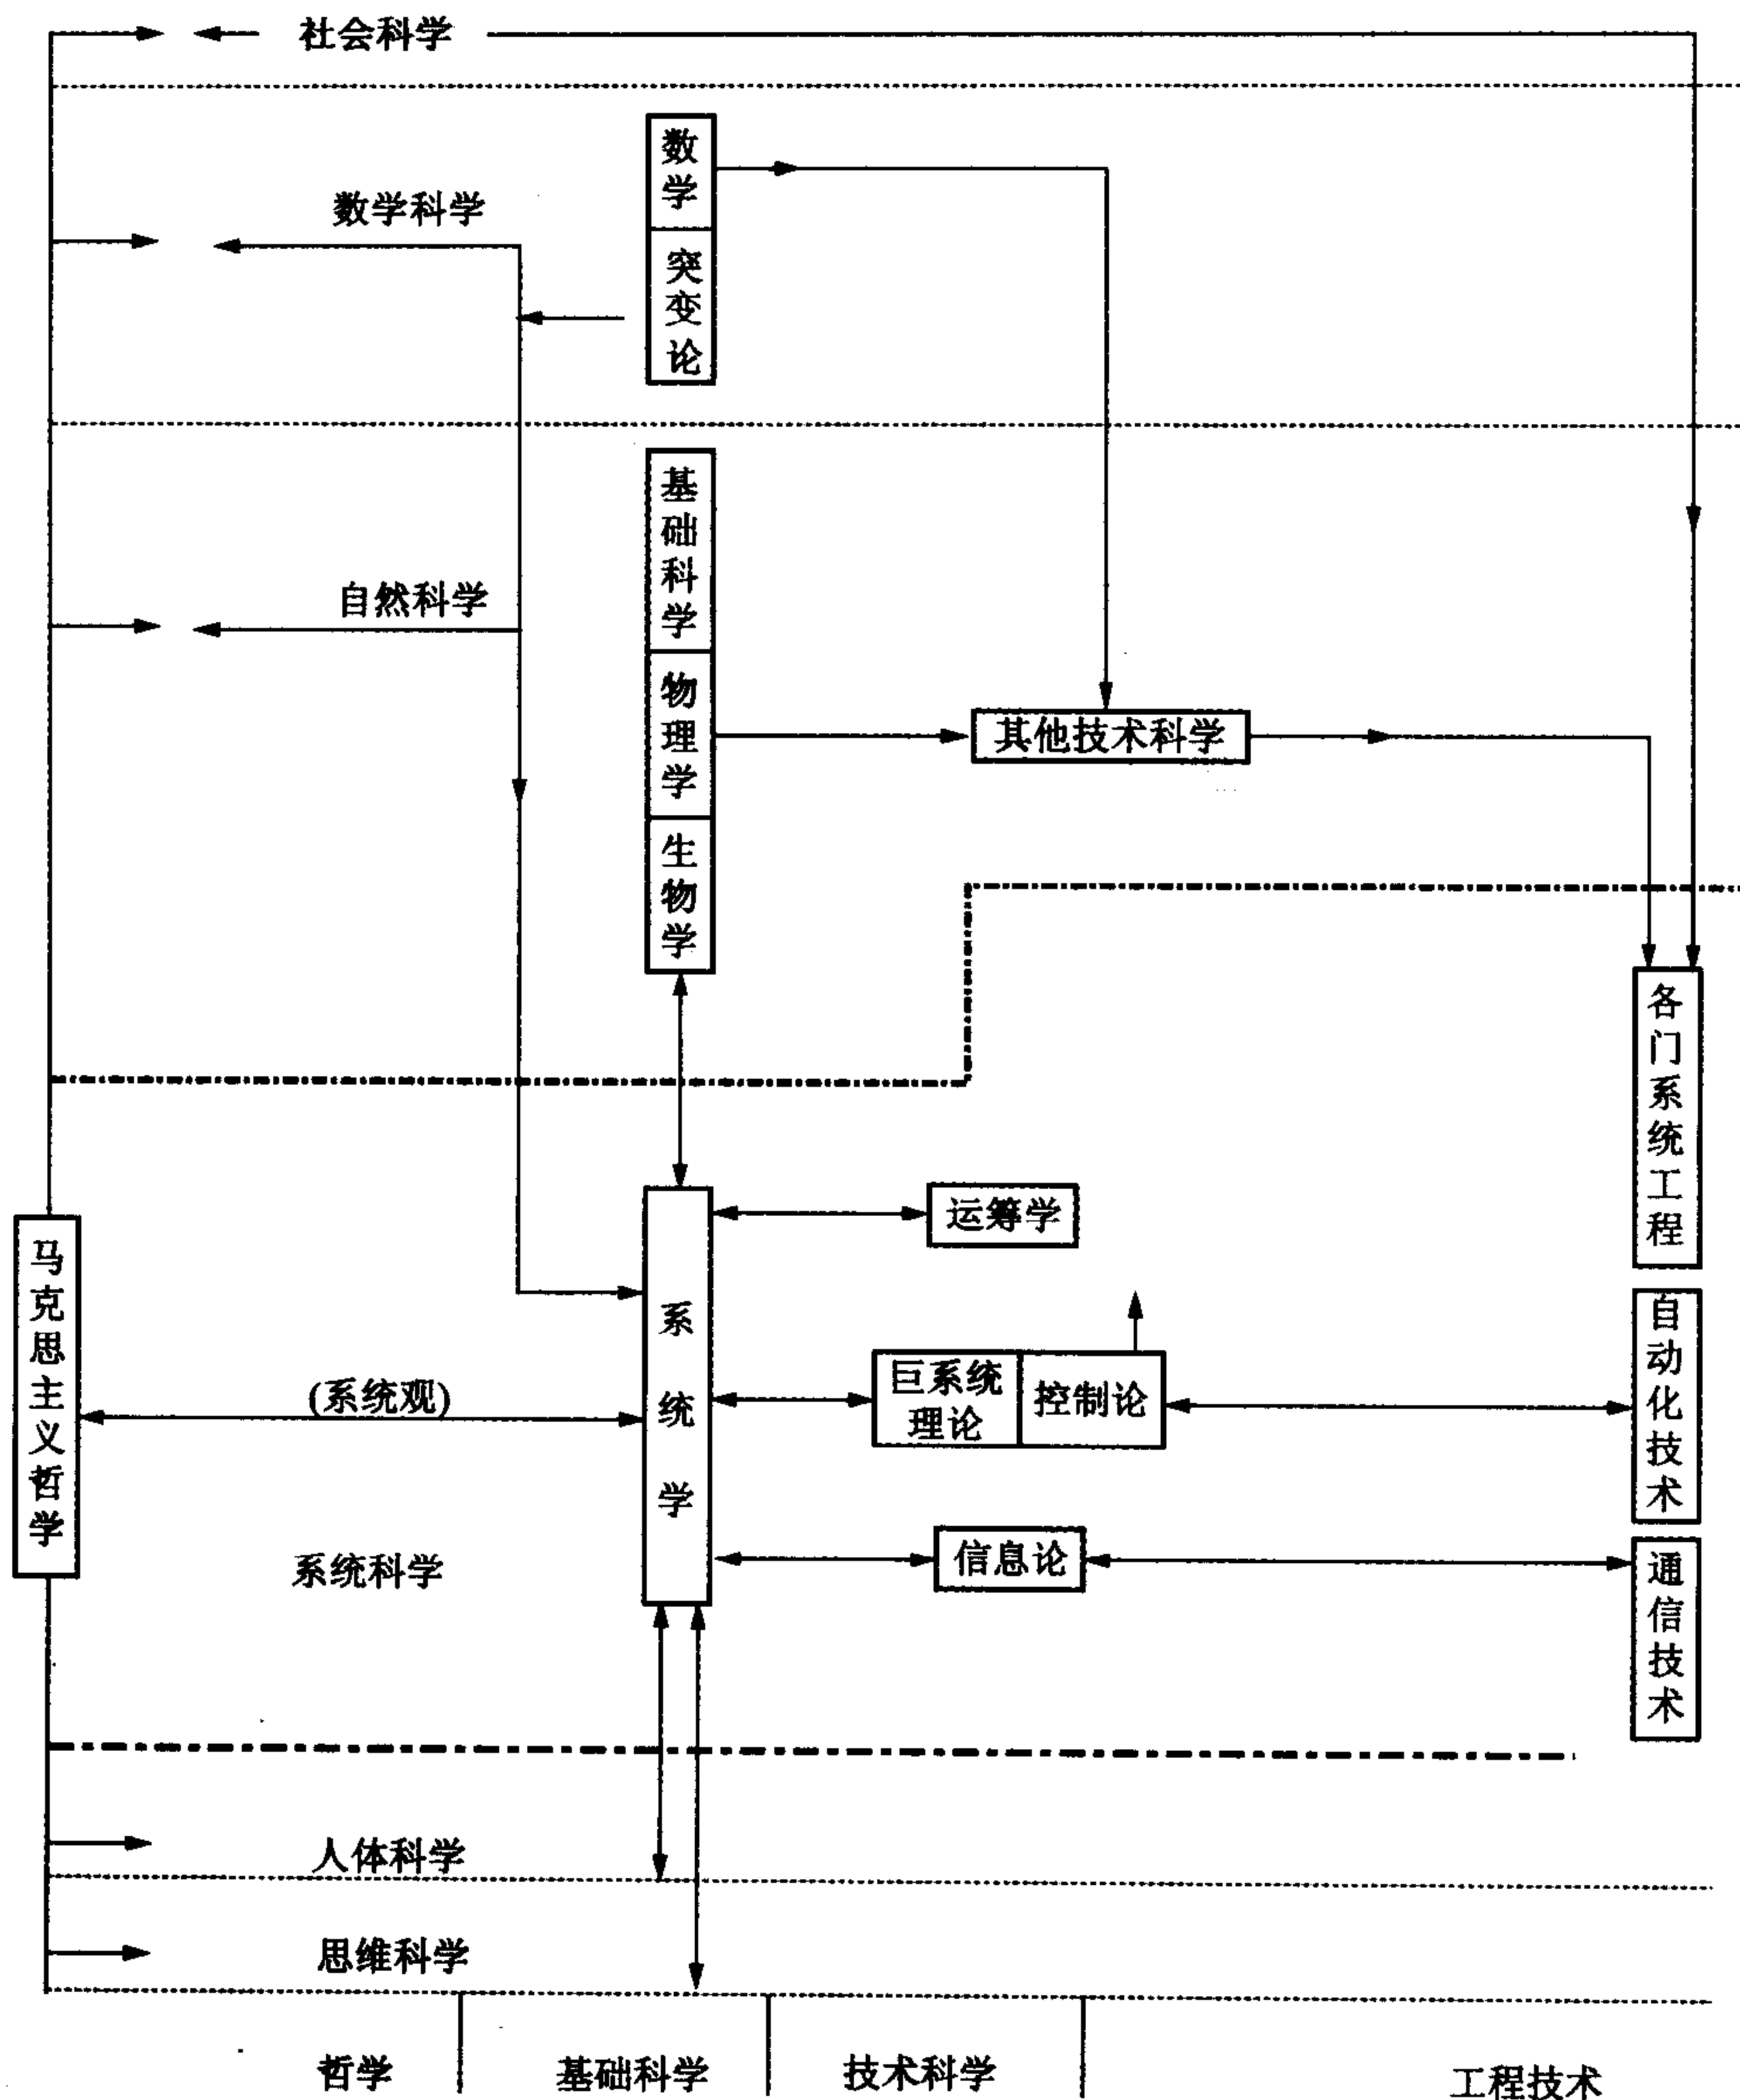 社会科学
数学
突变论
数学科学
基础科学
物理学
生物学
自然科学
其他技术科学
各门系统工程
马克思主义哲学
(系统观)
系统学
运筹学
巨系统
理论
控制论
自动化技术
信息论
通信技术
系统科学
人体科学
思维科学
哲学
基础科学
技术科学
工程技术